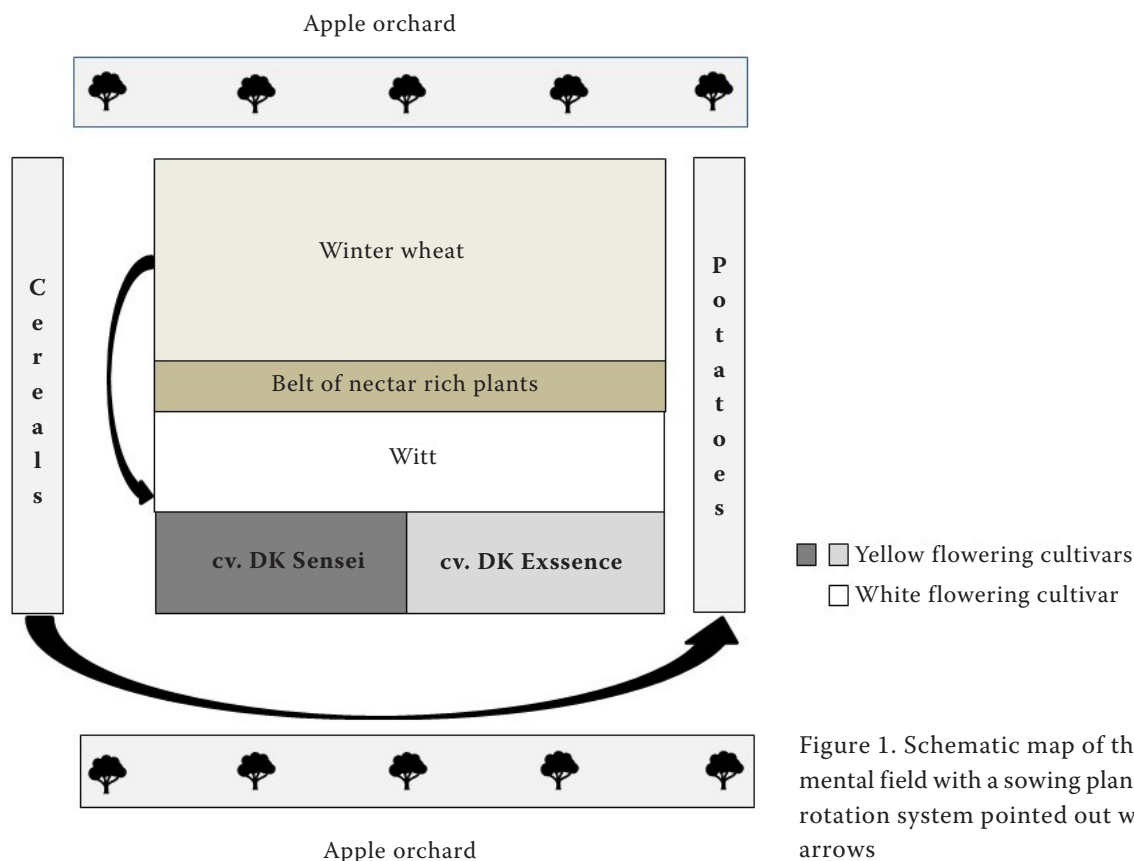 Apple orchard
Cereals
Winter wheat
Potatoes
Belt of nectar rich plants
Witt
cv. DK Sensei
cv. DK Exssence
Yellow flowering cultivars
White flowering cultivar
Figure 1. Schematic map of th
mental field with a sowing plan
rotation system pointed out w
arrows
Apple orchard